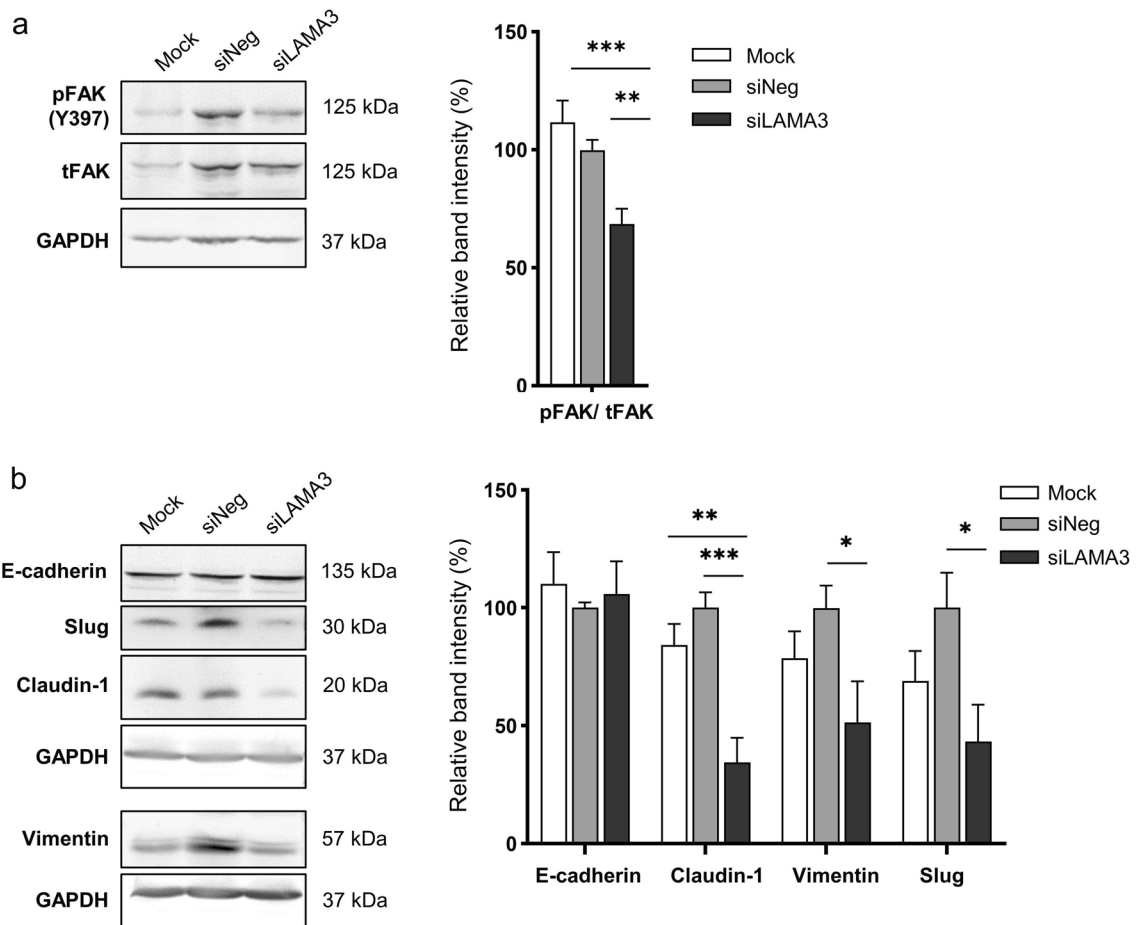 a
Mock siNeg siLAMA3
pFAK
(Y397)
125 kDa
tFAK
125 kDa
GAPDH
37 kDa
Relative band intensity (%)
150
100
50
0
***
**
pFAK/ tFAK
Mock
siNeg
siLAMA3
b
Mock siNeg siLAMA3
E-cadherin
135 kDa
Slug
30 kDa
Claudin-1
20 kDa
GAPDH
37 kDa
Vimentin
57 kDa
GAPDH
37 kDa
Relative band intensity (%)
150
100
50
0
**
***
*
*
E-cadherin Claudin-1 Vimentin Slug
Mock
siNeg
siLAMA3